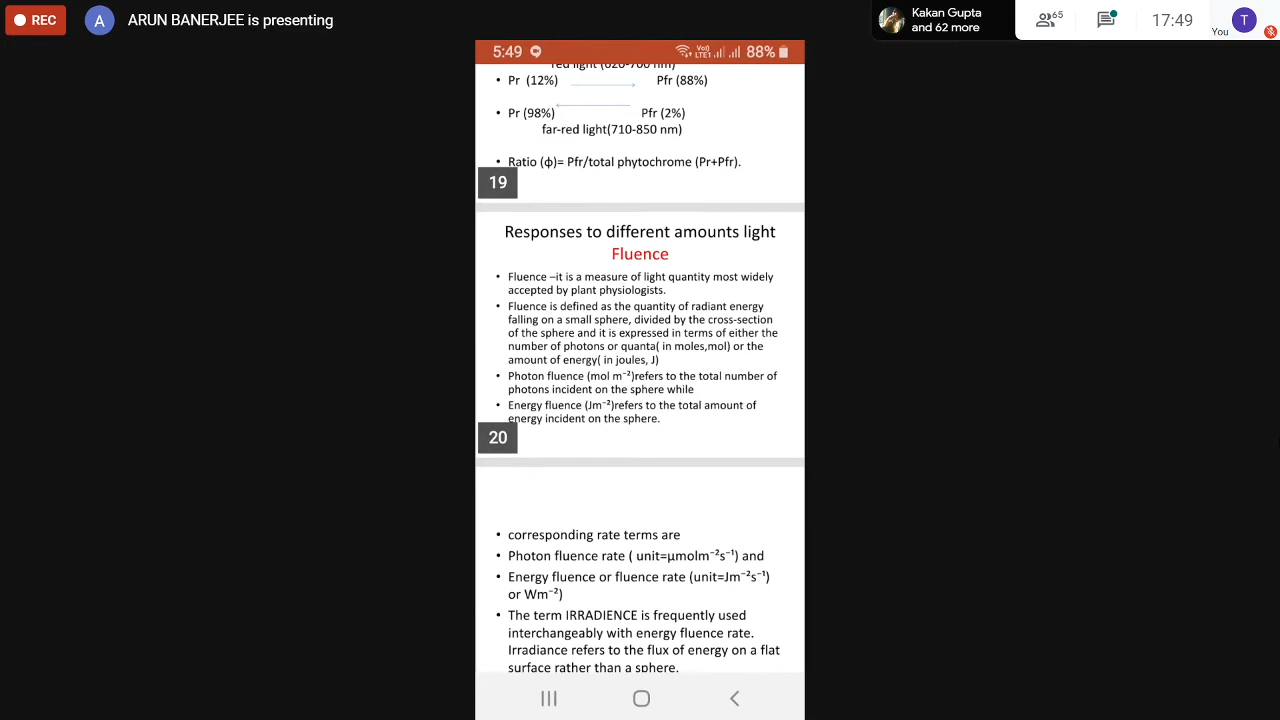 REC
A
ARUN BANERJEE is presenting
Kakan Gupta
and 62 more
65
17:49
You
T
5:49
Vo) LTE1
88%
red light (620-700 nm)
• Pr (12%) Pfr (88%)
• Pr (98%) Pfr (2%)
far-red light(710-850 nm)
• Ratio (ϕ)= Pfr/total phytochrome (Pr+Pfr).
19
Responses to different amounts light
Fluence
• Fluence –it is a measure of light quantity most widely
accepted by plant physiologists.
• Fluence is defined as the quantity of radiant energy
falling on a small sphere, divided by the cross-section
of the sphere and it is expressed in terms of either the
number of photons or quanta( in moles,mol) or the
amount of energy( in joules, J)
• Photon fluence (mol m⁻²)refers to the total number of
photons incident on the sphere while
• Energy fluence (Jm⁻²)refers to the total amount of
energy incident on the sphere.
20
• corresponding rate terms are
• Photon fluence rate ( unit=µmolm⁻²s⁻¹) and
• Energy fluence or fluence rate (unit=Jm⁻²s⁻¹)
or Wm⁻²)
• The term IRRADIENCE is frequently used
interchangeably with energy fluence rate.
Irradiance refers to the flux of energy on a flat
surface rather than a sphere.